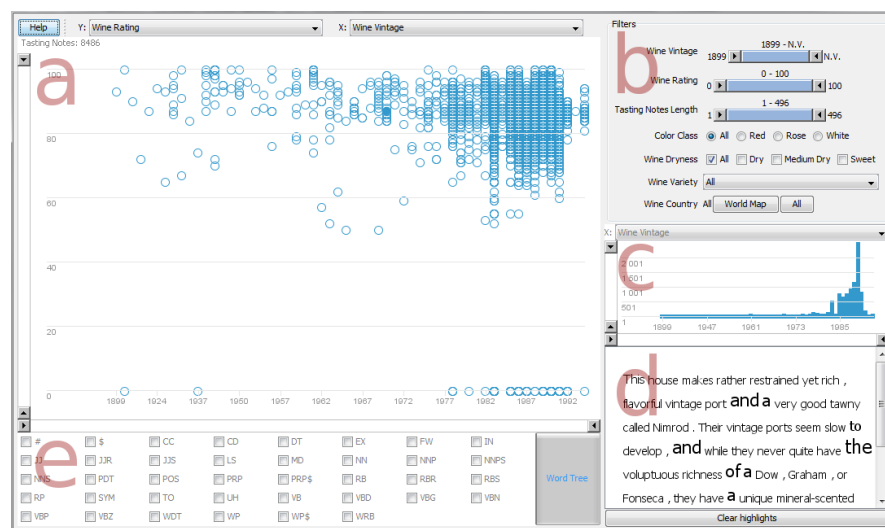 Help Y: Wine Rating X: Wine Vintage
Tasting Notes: 8486
a
100
80
60
40
20
0
1899 1924 1937 1947 1952 1957 1962 1967 1972 1977 1982 1987 1992
Filters
b
1899 - N.V.
Wine Vintage 1899 N.V.
0 - 100
Wine Rating 0 100
1 - 496
Tasting Notes Length 1 496
Color Class All Red Rose White
Wine Dryness All Dry Medium Dry Sweet
Wine Variety All
Wine Country All World Map All
X: Wine Vintage
c
2 001
1 501
1 001
501
1
1899 1947 1961 1973 1985
d
This house makes rather restrained yet rich ,
flavorful vintage port and a very good tawny
called Nimrod . Their vintage ports seem slow to
develop , and while they never quite have the
voluptuous richness of a Dow , Graham , or
Fonseca , they have a unique mineral-scented
Clear highlights
e
# $ CC CD DT EX FW IN
JJ JJR JJS LS MD NN NNP NNPS
NNS PDT POS PRP PRP$ RB RBR RBS
RP SYM TO UH VB VBD VBG VBN
VBP VBZ WDT WP WP$ WRB
Word Tree